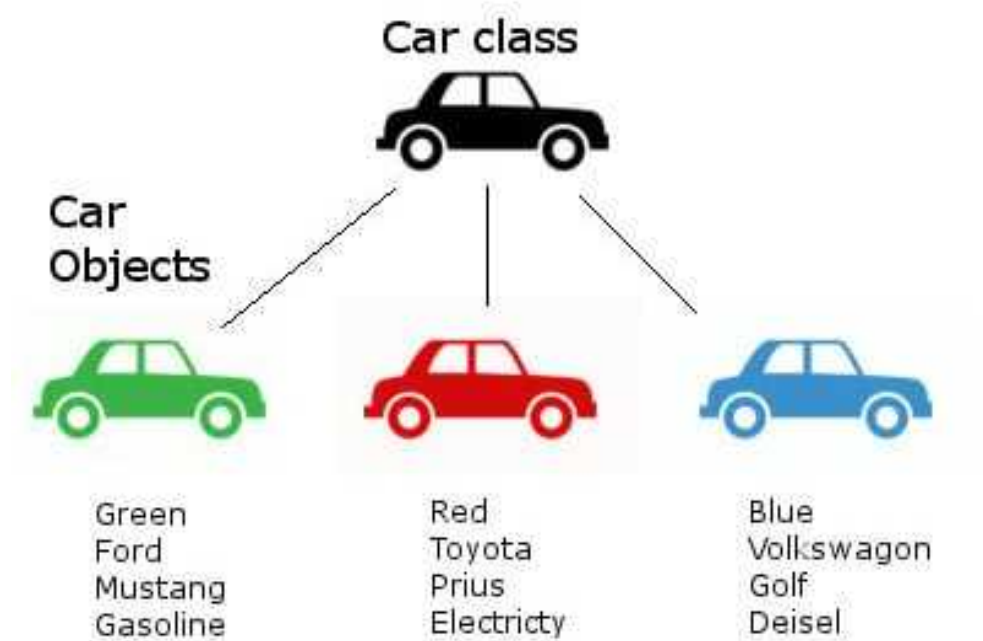 Car class
Car
Objects
Green
Ford
Mustang
Gasoline
Red
Toyota
Prius
Electricty
Blue
Volkswagon
Golf
Deisel